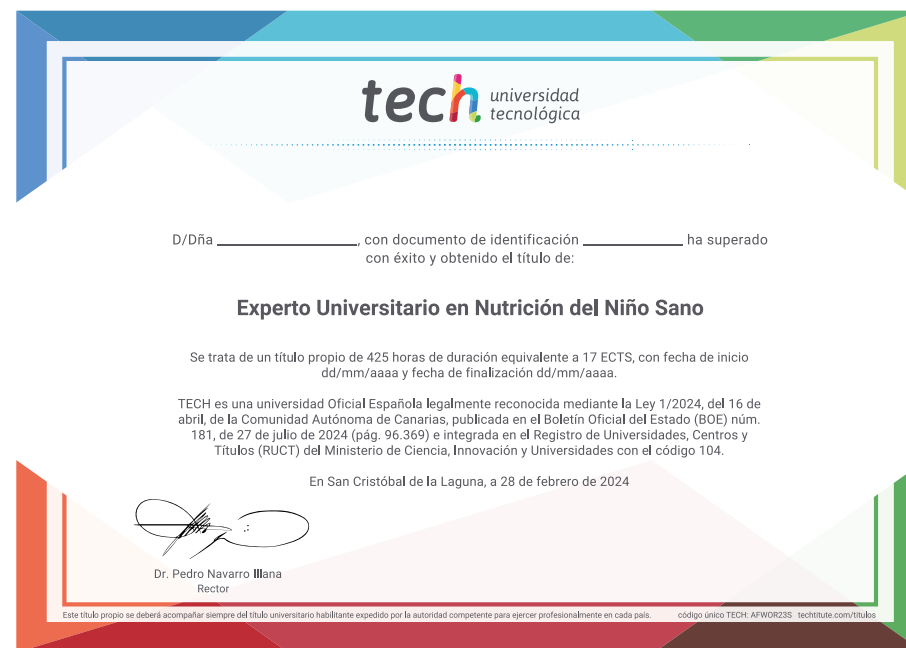 tech universidad
tecnológica
D/Dña ______________, con documento de identificación __________ ha superado
con éxito y obtenido el título de:
Experto Universitario en Nutrición del Niño Sano
Se trata de un título propio de 425 horas de duración equivalente a 17 ECTS, con fecha de inicio
dd/mm/aaaa y fecha de finalización dd/mm/aaaa.
TECH es una universidad Oficial Española legalmente reconocida mediante la Ley 1/2024, del 16 de
abril, de la Comunidad Autónoma de Canarias, publicada en el Boletín Oficial del Estado (BOE) núm.
181, de 27 de julio de 2024 (pág. 96.369) e integrada en el Registro de Universidades, Centros y
Títulos (RUCT) del Ministerio de Ciencia, Innovación y Universidades con el código 104.
En San Cristóbal de la Laguna, a 28 de febrero de 2024
Dr. Pedro Navarro Illana
Rector
Este título propio se deberá acompañar siempre del título universitario habilitante expedido por la autoridad competente para ejercer profesionalmente en cada país. código único TECH: AFWOR23S techtitute.com/titulos